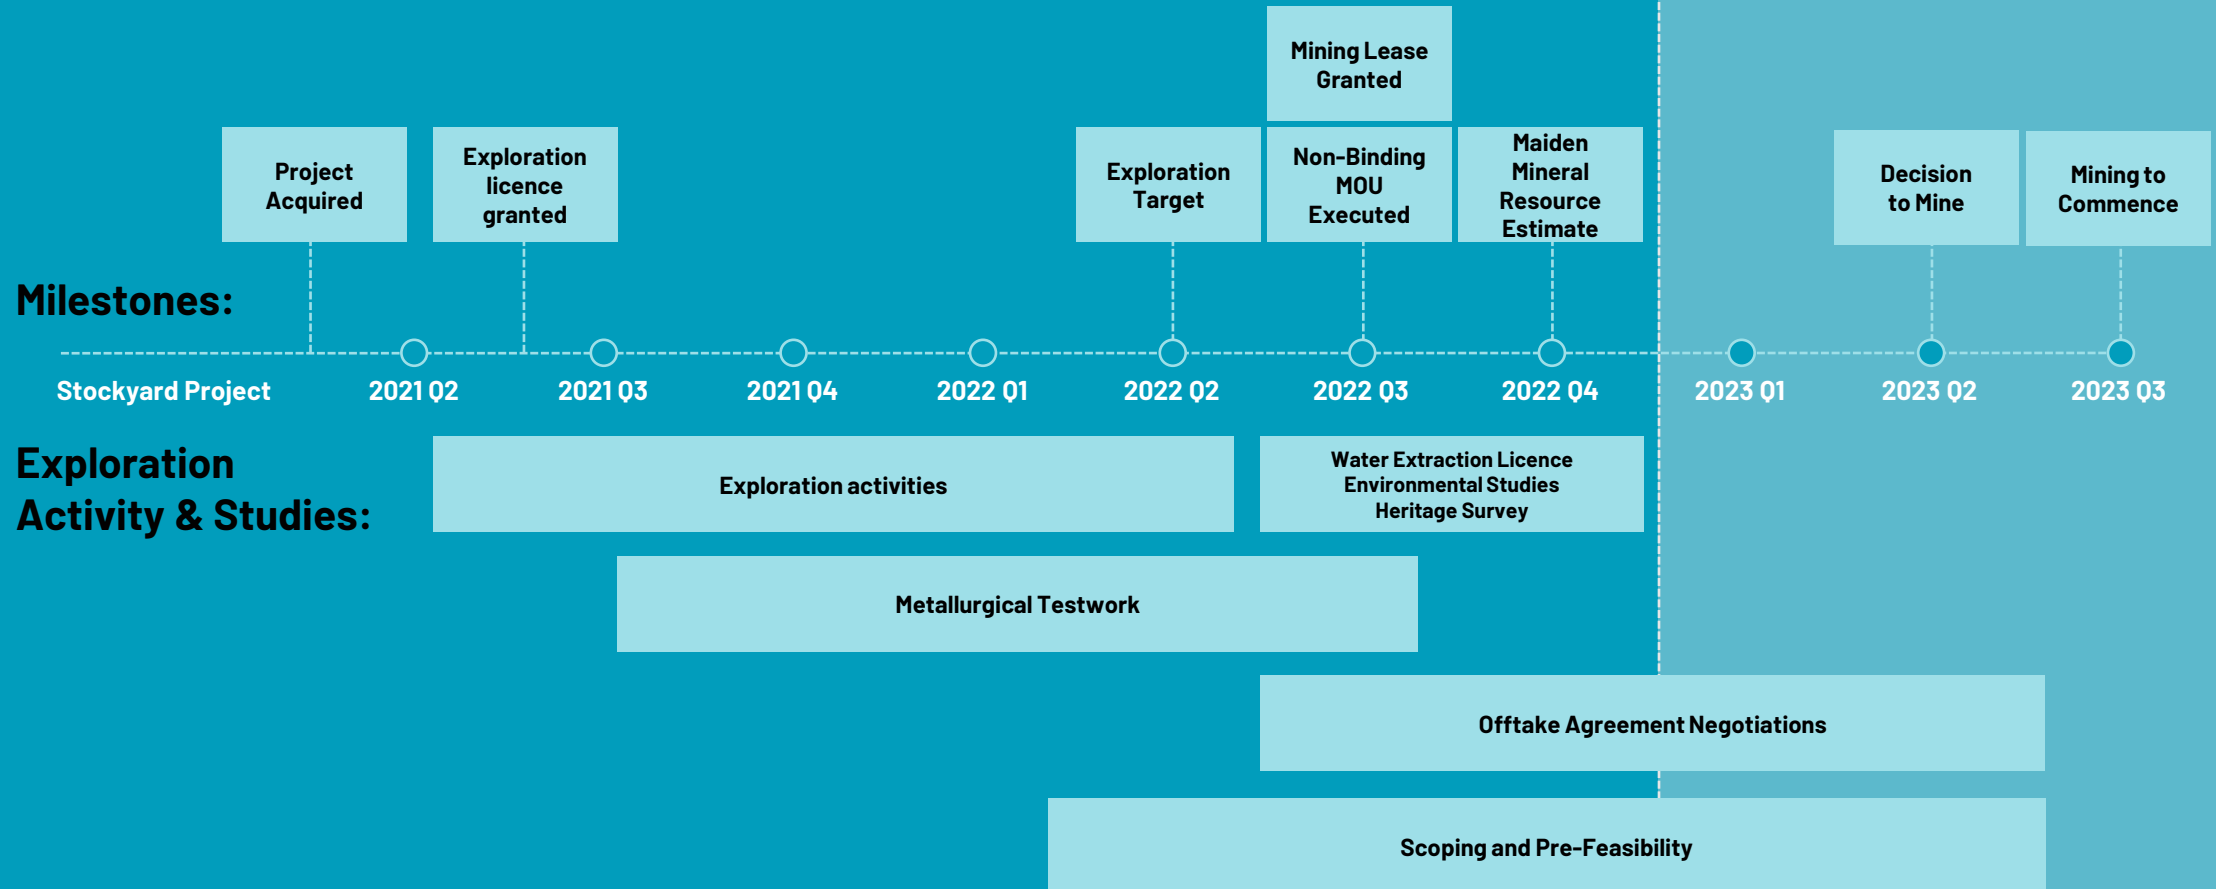 Mining Lease
Granted
Project
Acquired
Exploration
licence
granted
Exploration
Target
Non-Binding
MOU
Executed
Maiden
Mineral
Resource
Estimate
Decision
to Mine
Mining to
Commence
Milestones:
Stockyard Project
2021 Q2
2021 Q3
2021 Q4
2022 Q1
2022 Q2
2022 Q3
2022 Q4
2023 Q1
2023 Q2
2023 Q3
Exploration
Activity & Studies:
Exploration activities
Water Extraction Licence
Environmental Studies
Heritage Survey
Metallurgical Testwork
Offtake Agreement Negotiations
Scoping and Pre-Feasibility